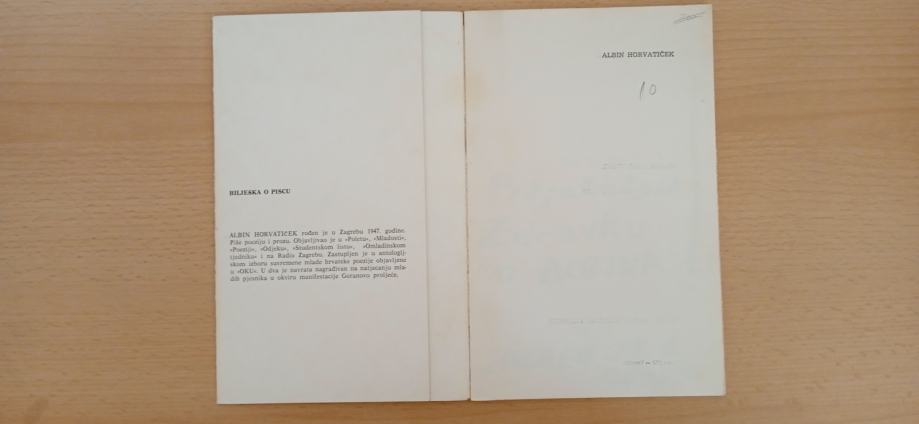 BILJEŠKA O PISCU
ALBIN HORVATIČEK rođen je u Zagrebu 1947. godine.
Piše poeziju i prozu. Objavljivao je u »Poletu«, »Mladosti«,
»Poeziji«, »Odjeku«, »Studentskom listu«, »Omladinskom
tjedniku« i na Radio Zagrebu. Zastupljen je u antologij-
skom izboru suvremene mlade hrvatske poezije objavljene
u »OKU«. U dva je navrata nagrađivan na natjecanju mla-
dih pjesnika u okviru manifestacije Goranovo proljeće.
ALBIN HORVATIČEK
10